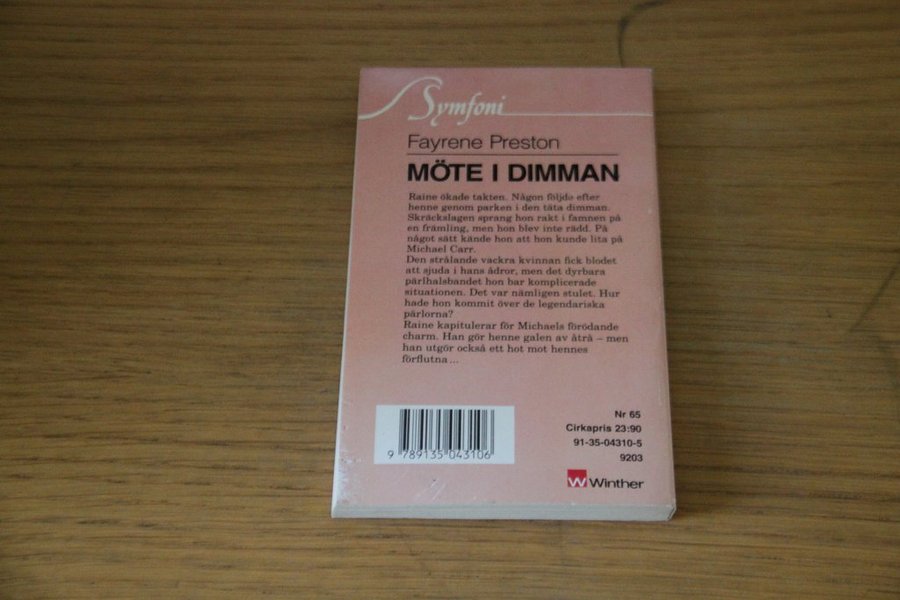 Symfoni
Fayrene Preston
MÖTE I DIMMAN
Raine ökade takten. Någon följde efter
henne genom parken i den täta dimman.
Skräckslagen sprang hon rakt i famnen på
en främling, men hon blev inte rädd. På
något sätt kände hon att hon kunde lita på
Michael Carr.
Den strålande vackra kvinnan fick blodet
att sjuda i hans ådror, men det dyrbara
pärlhalsbandet hon bar komplicerade
situationen. Det var nämligen stulet. Hur
hade hon kommit över de legendariska
pärlorna?
Raine kapitulerar för Michaels förödande
charm. Han gör henne galen av åtrå – men
han utgör också ett hot mot hennes
förflutna ...
Nr 65
Cirkapris 23:90
91-35-04310-5
9203
9 789135 043106
W Winther